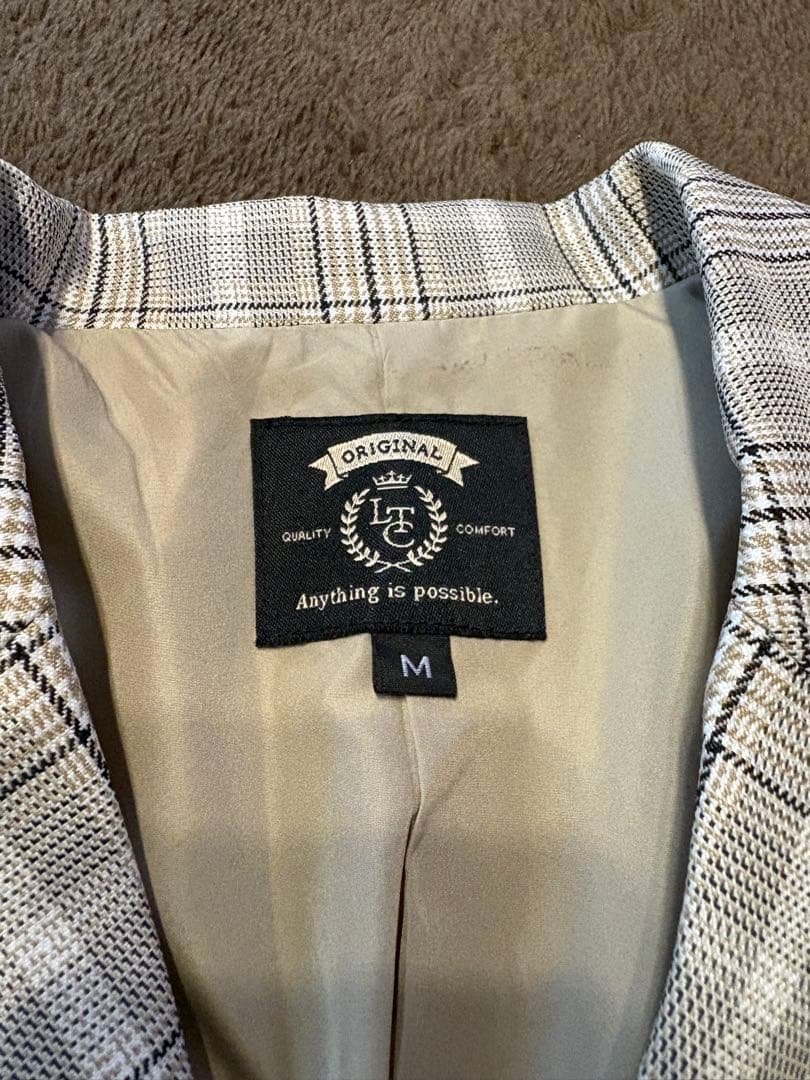 ORIGINAL
LTC
QUALITY COMFORT
Anything is possible.
M